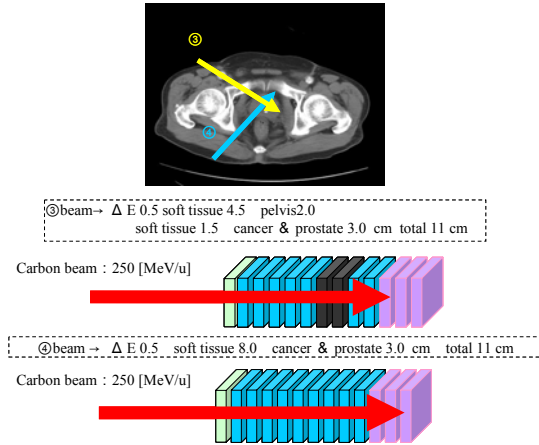 ③
④
③beam→ Δ E 0.5 soft tissue 4.5 pelvis2.0
soft tissue 1.5 cancer & prostate 3.0 cm total 11 cm
Carbon beam : 250 [MeV/u]
④beam → Δ E 0.5 soft tissue 8.0 cancer & prostate 3.0 cm total 11 cm
Carbon beam : 250 [MeV/u]